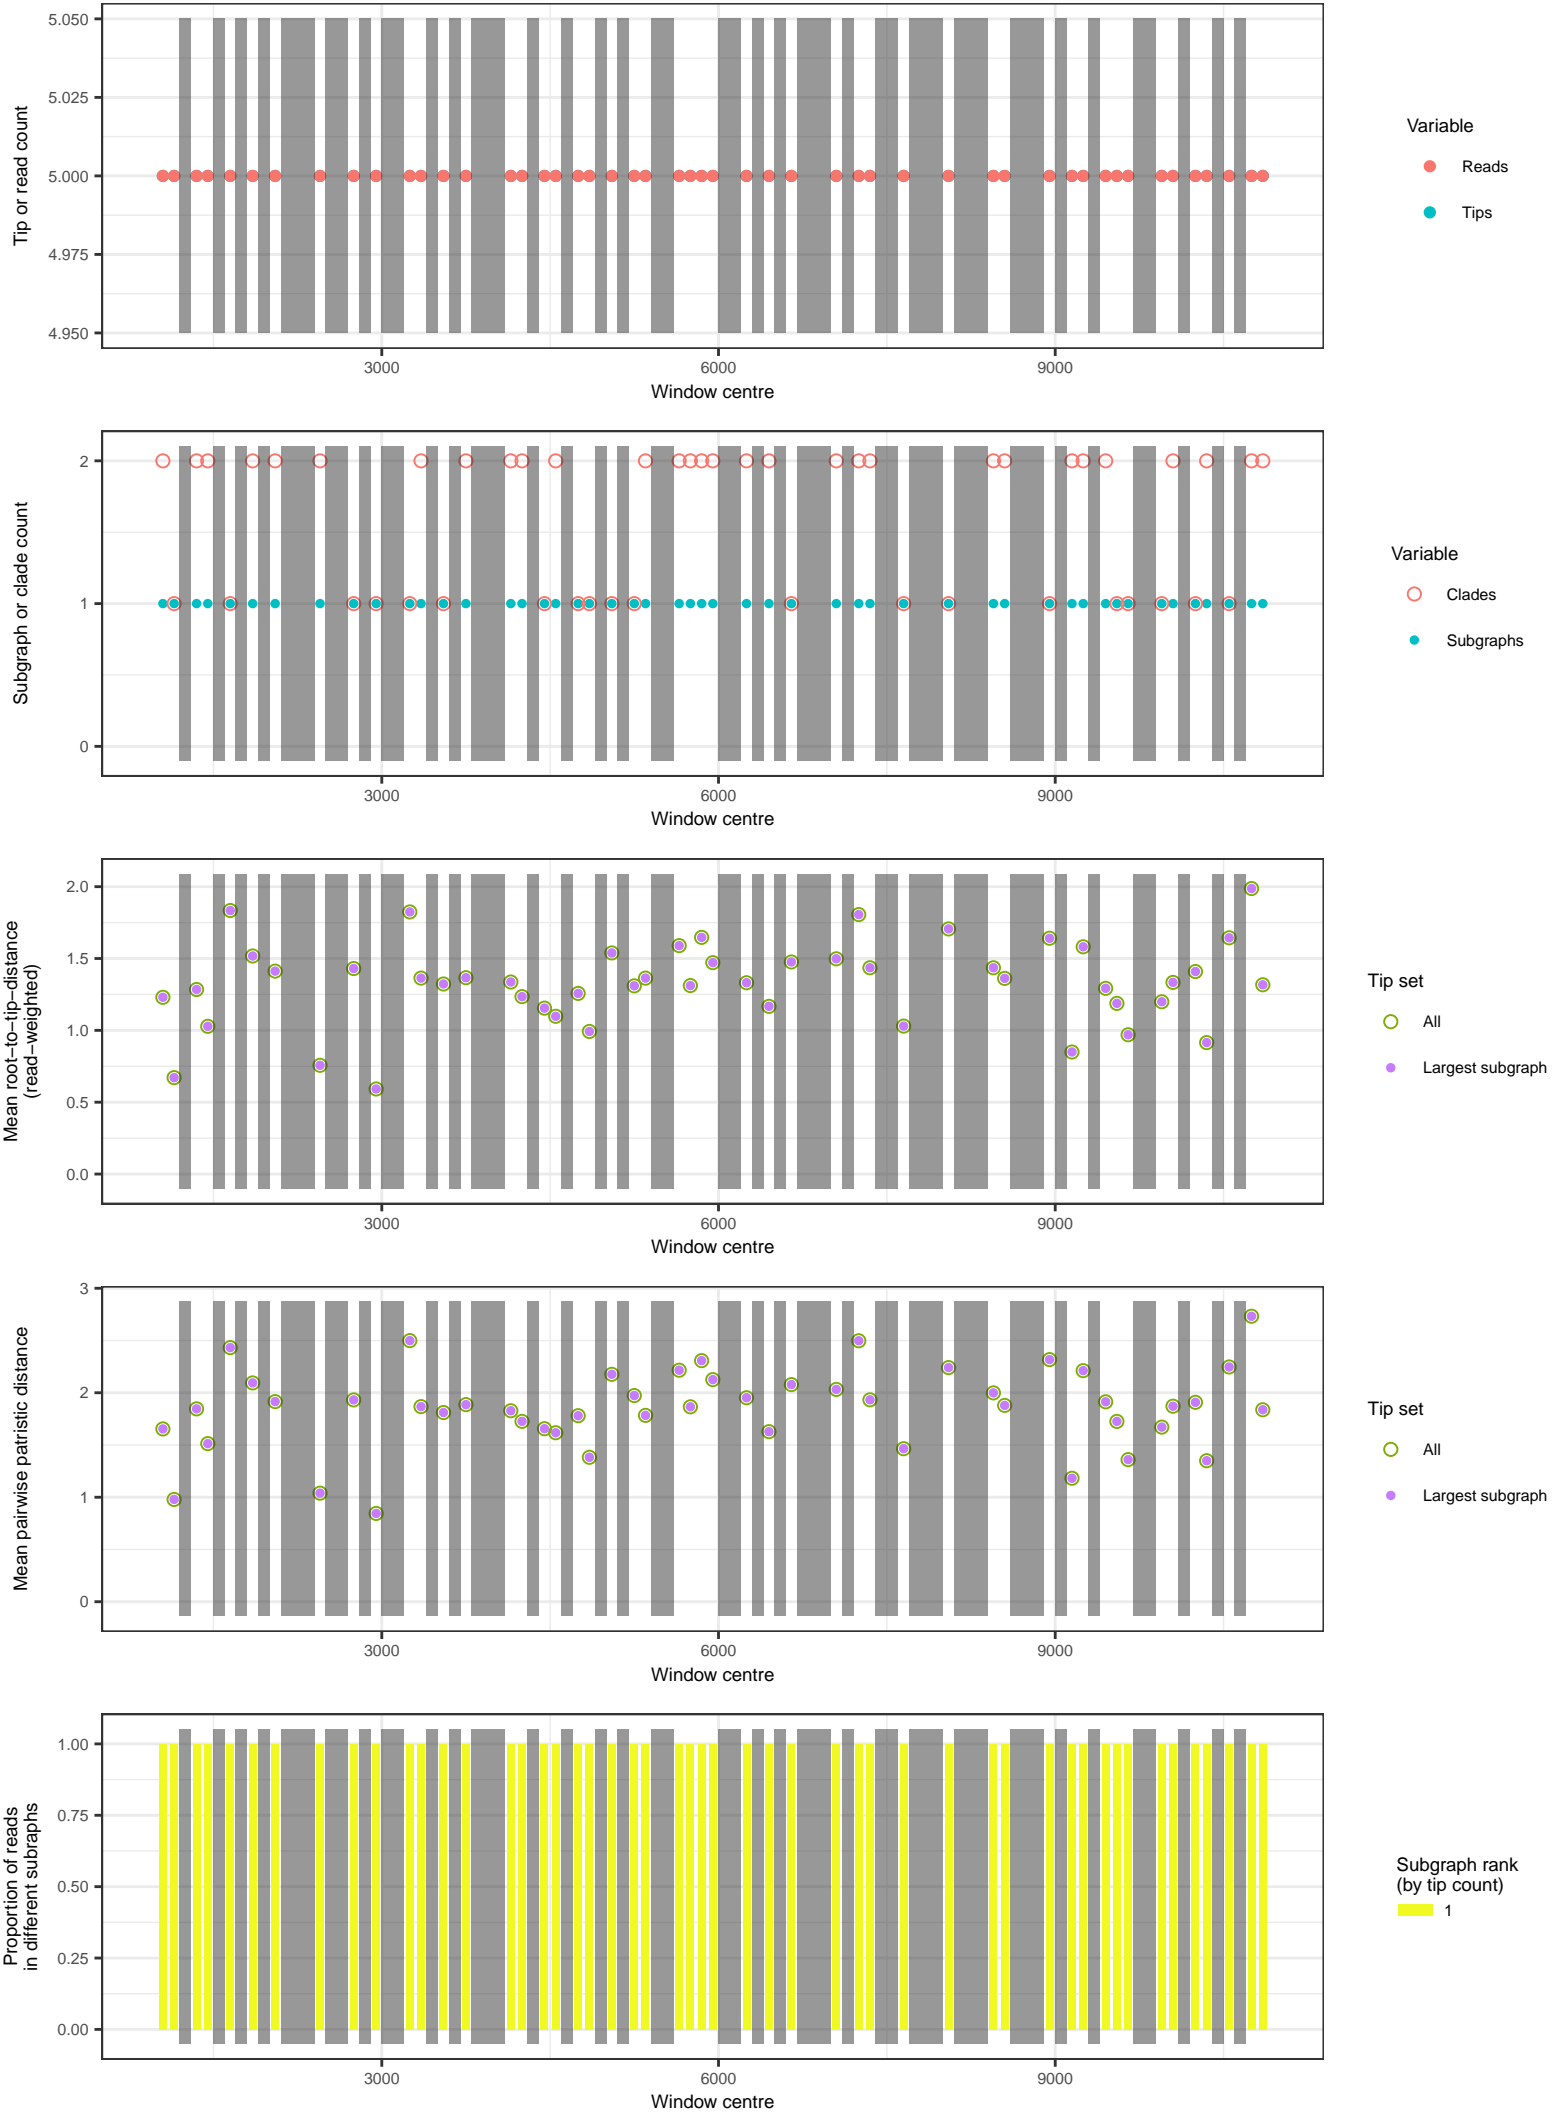 5.050
5.025
5.000
4.975
4.950
Tip or read count
3000
6000
9000
Window centre
Variable
Reads
Tips
2
1
0
Subgraph or clade count
3000
6000
9000
Window centre
Variable
Clades
Subgraphs
2.0
1.5
1.0
0.5
0.0
Mean root−to−tip−distance
(read−weighted)
3000
6000
9000
Window centre
Tip set
All
Largest subgraph
3
2
1
0
Mean pairwise patristic distance
3000
6000
9000
Window centre
Tip set
All
Largest subgraph
1.00
0.75
0.50
0.25
0.00
Proportion of reads
in different subraphs
3000
6000
9000
Window centre
Subgraph rank
(by tip count)
1